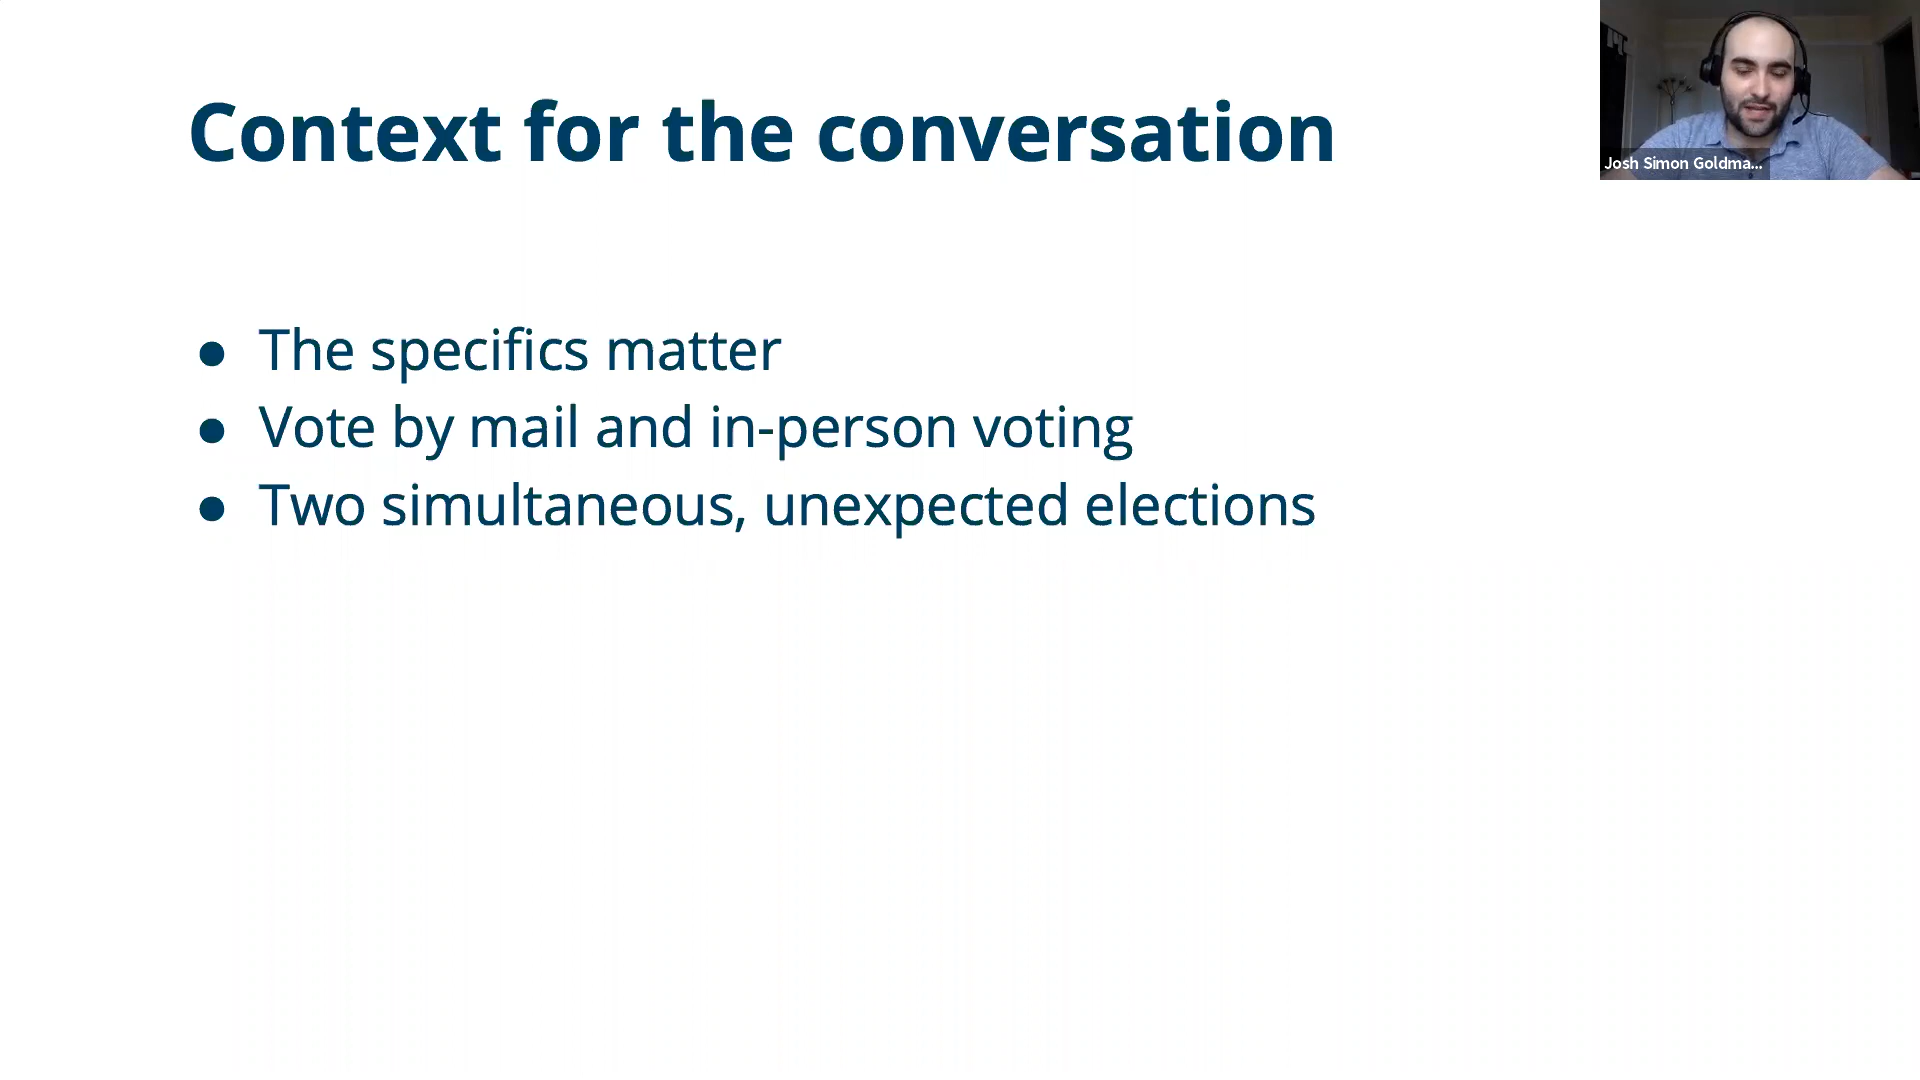 Context for the conversation
● The specifics matter
● Vote by mail and in-person voting
● Two simultaneous, unexpected elections
Josh Simon Goldma...